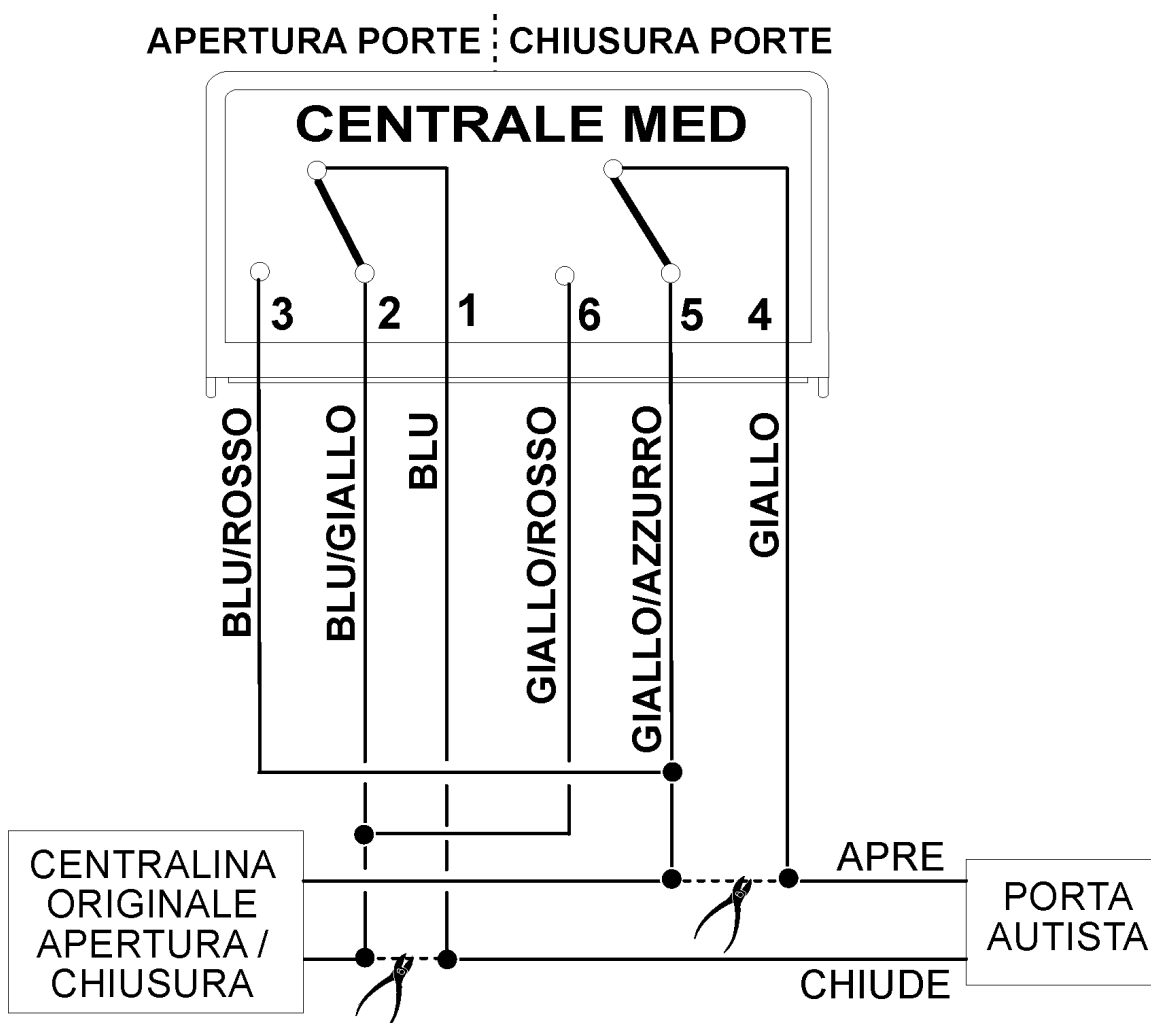 APERTURA PORTE CHIUSURA PORTE
CENTRALE MED
3 2 1 6 5 4
BLU/ROSSO
BLU/GIALLO
BLU
GIALLO/ROSSO
GIALLO/AZZURRO
GIALLO
CENTRALINA
ORIGINALE
APERTURA /
CHIUSURA
APRE
CHIUDE
PORTA
AUTISTA